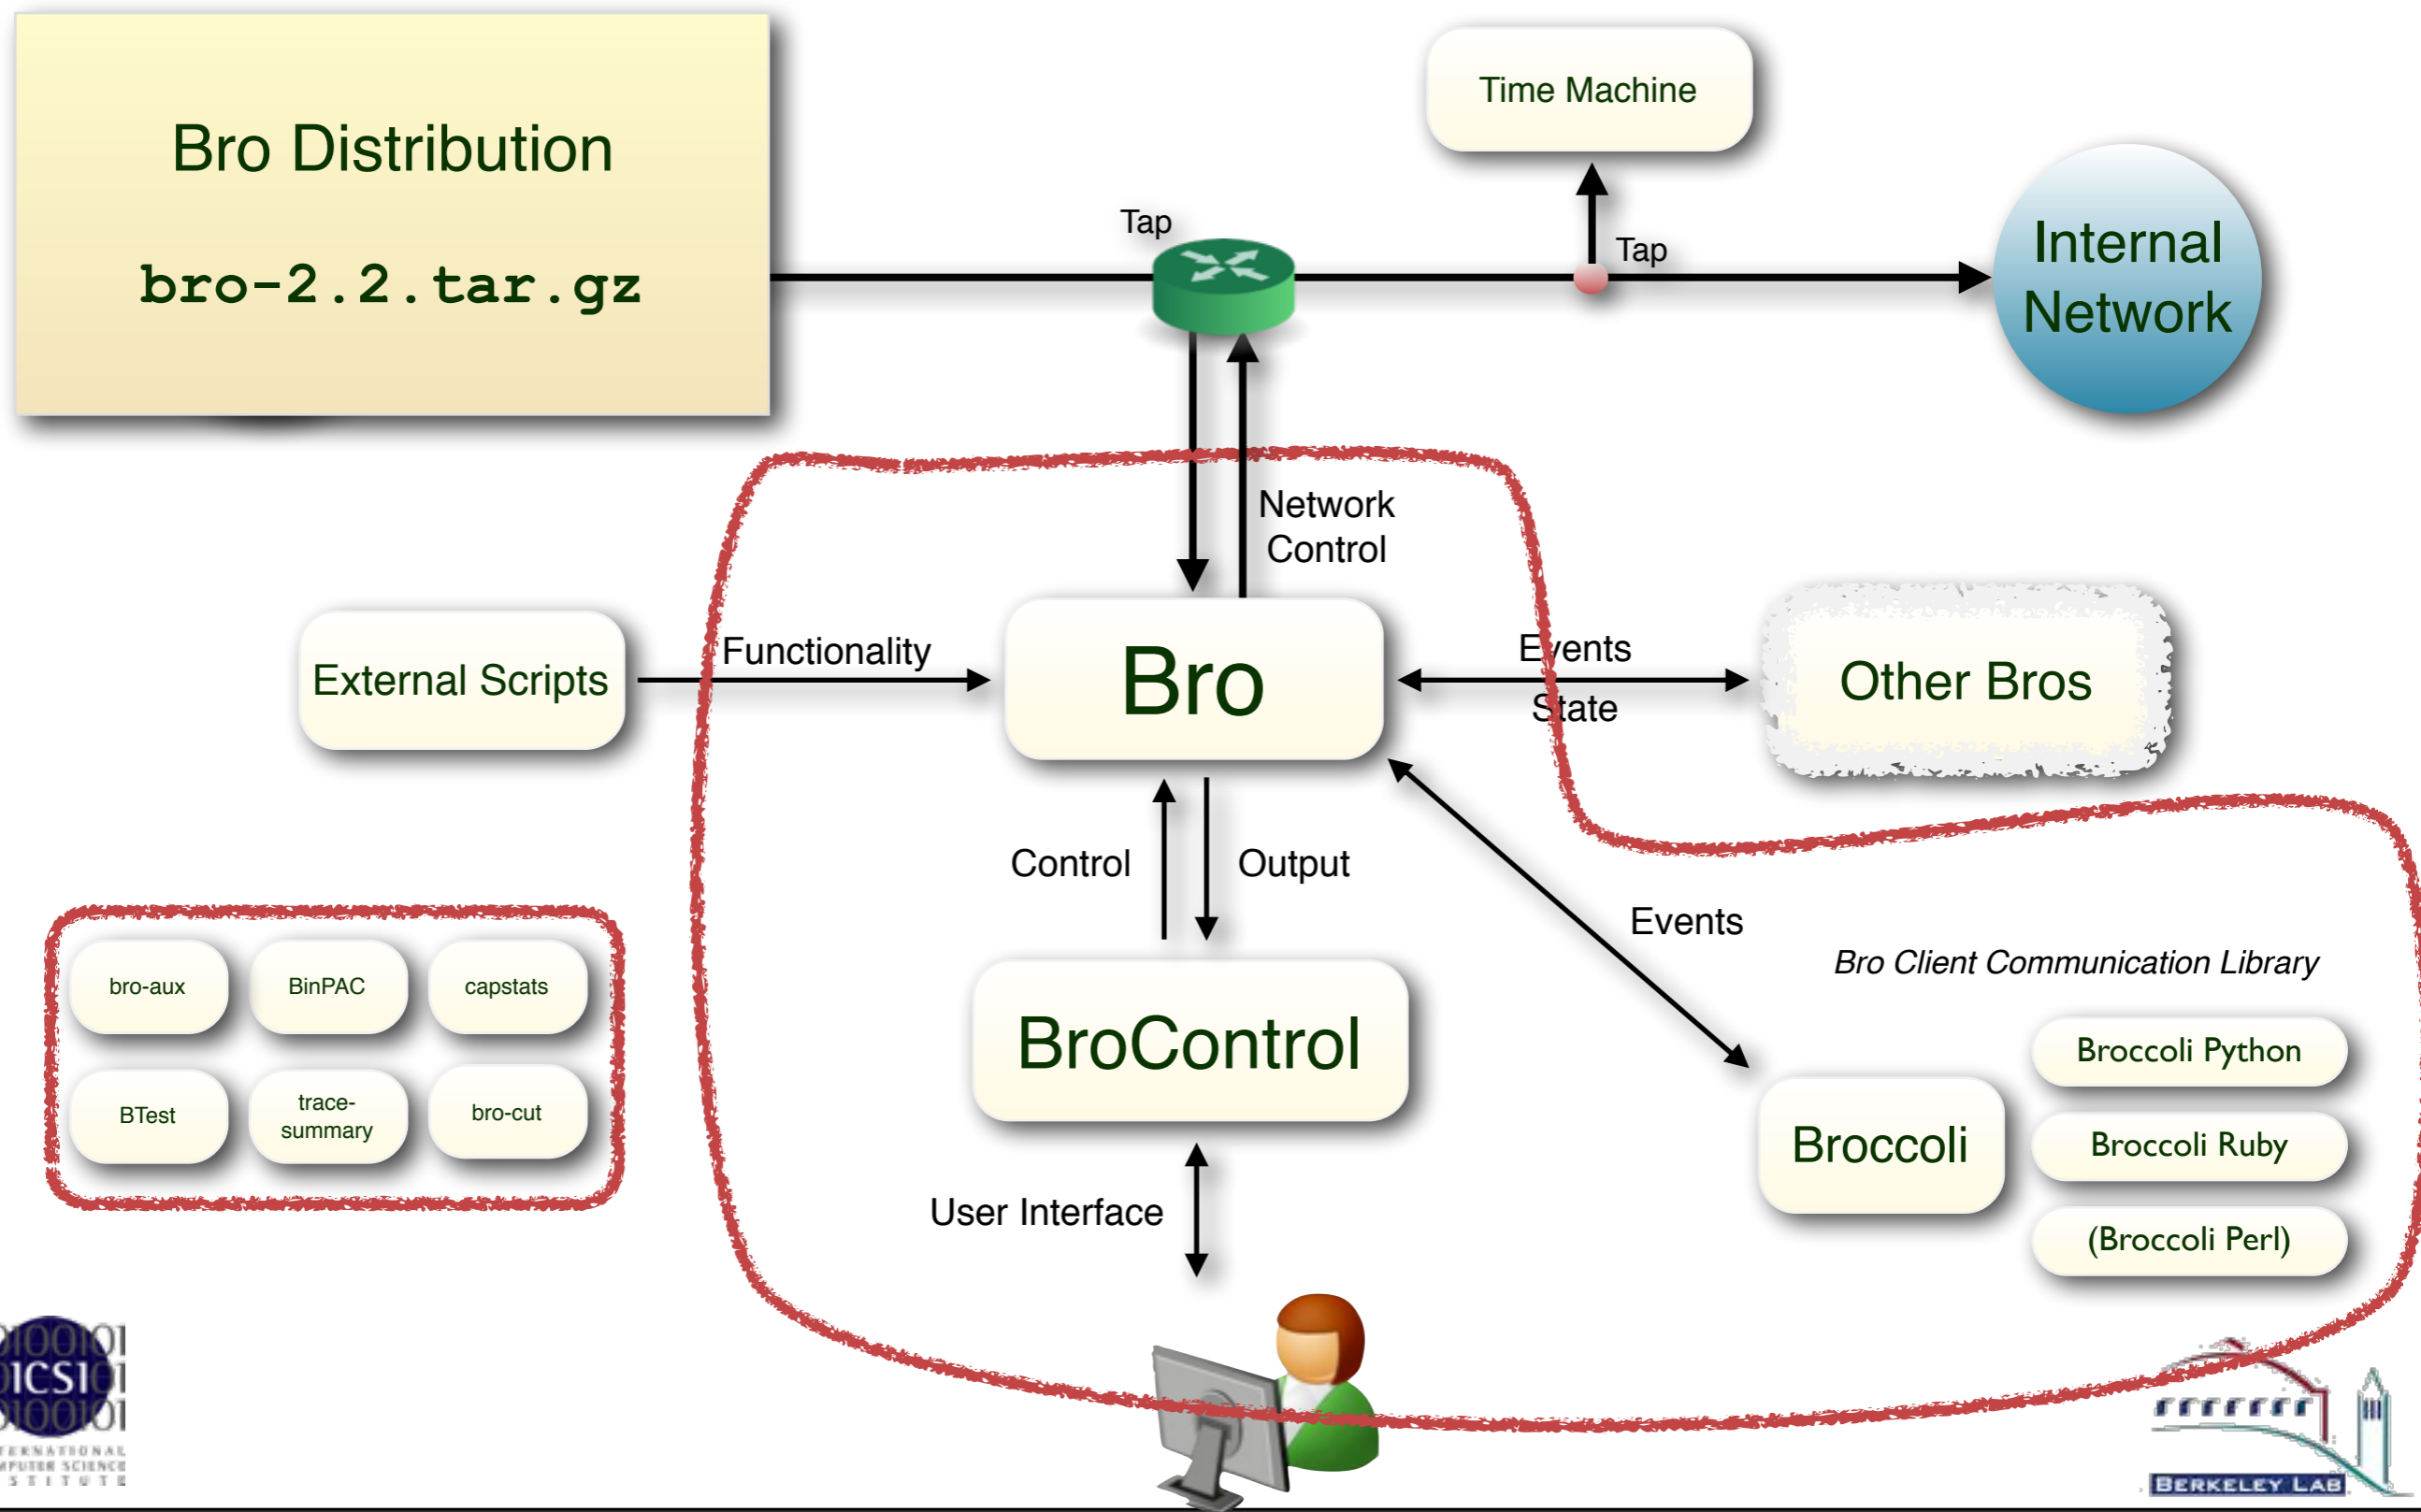 Bro Distribution
bro-2.2.tar.gz
Time Machine
Tap
Tap
Internal
Network
Network
Control
External Scripts
Functionality
Bro
Events
State
Other Bros
Control
Output
Events
Bro Client Communication Library
bro-aux
BinPAC
capstats
BTest
trace-
summary
bro-cut
BroControl
Broccoli
Broccoli Python
Broccoli Ruby
(Broccoli Perl)
User Interface
ICSI
BERKELEY LAB